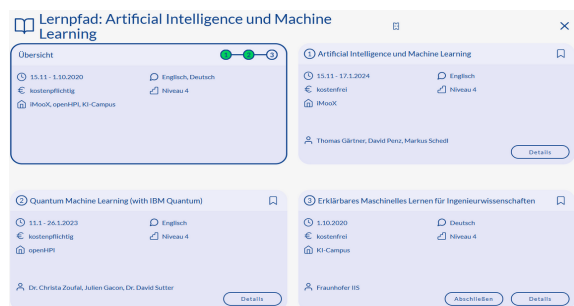 Lernpfad: Artificial Intelligence und Machine
Learning
Übersicht
1 2 3
15.11 - 1.10.2020
Englisch, Deutsch
kostenpflichtig
Niveau 4
iMooX, openHPI, KI-Campus
1 Artificial Intelligence und Machine Learning
15.11 - 17.1.2024
Englisch
kostenfrei
Niveau 4
iMooX
Thomas Gärtner, David Penz, Markus Schedl
Details
2 Quantum Machine Learning (with IBM Quantum)
11.1 - 26.1.2023
Englisch
kostenpflichtig
Niveau 4
openHPI
Dr. Christa Zoufal, Julien Gacon, Dr. David Sutter
Details
3 Erklärbares Maschinelles Lernen für Ingenieurwissenschaften
1.10.2020
Deutsch
kostenfrei
Niveau 4
KI-Campus
Fraunhofer IIS
Abschließen
Details